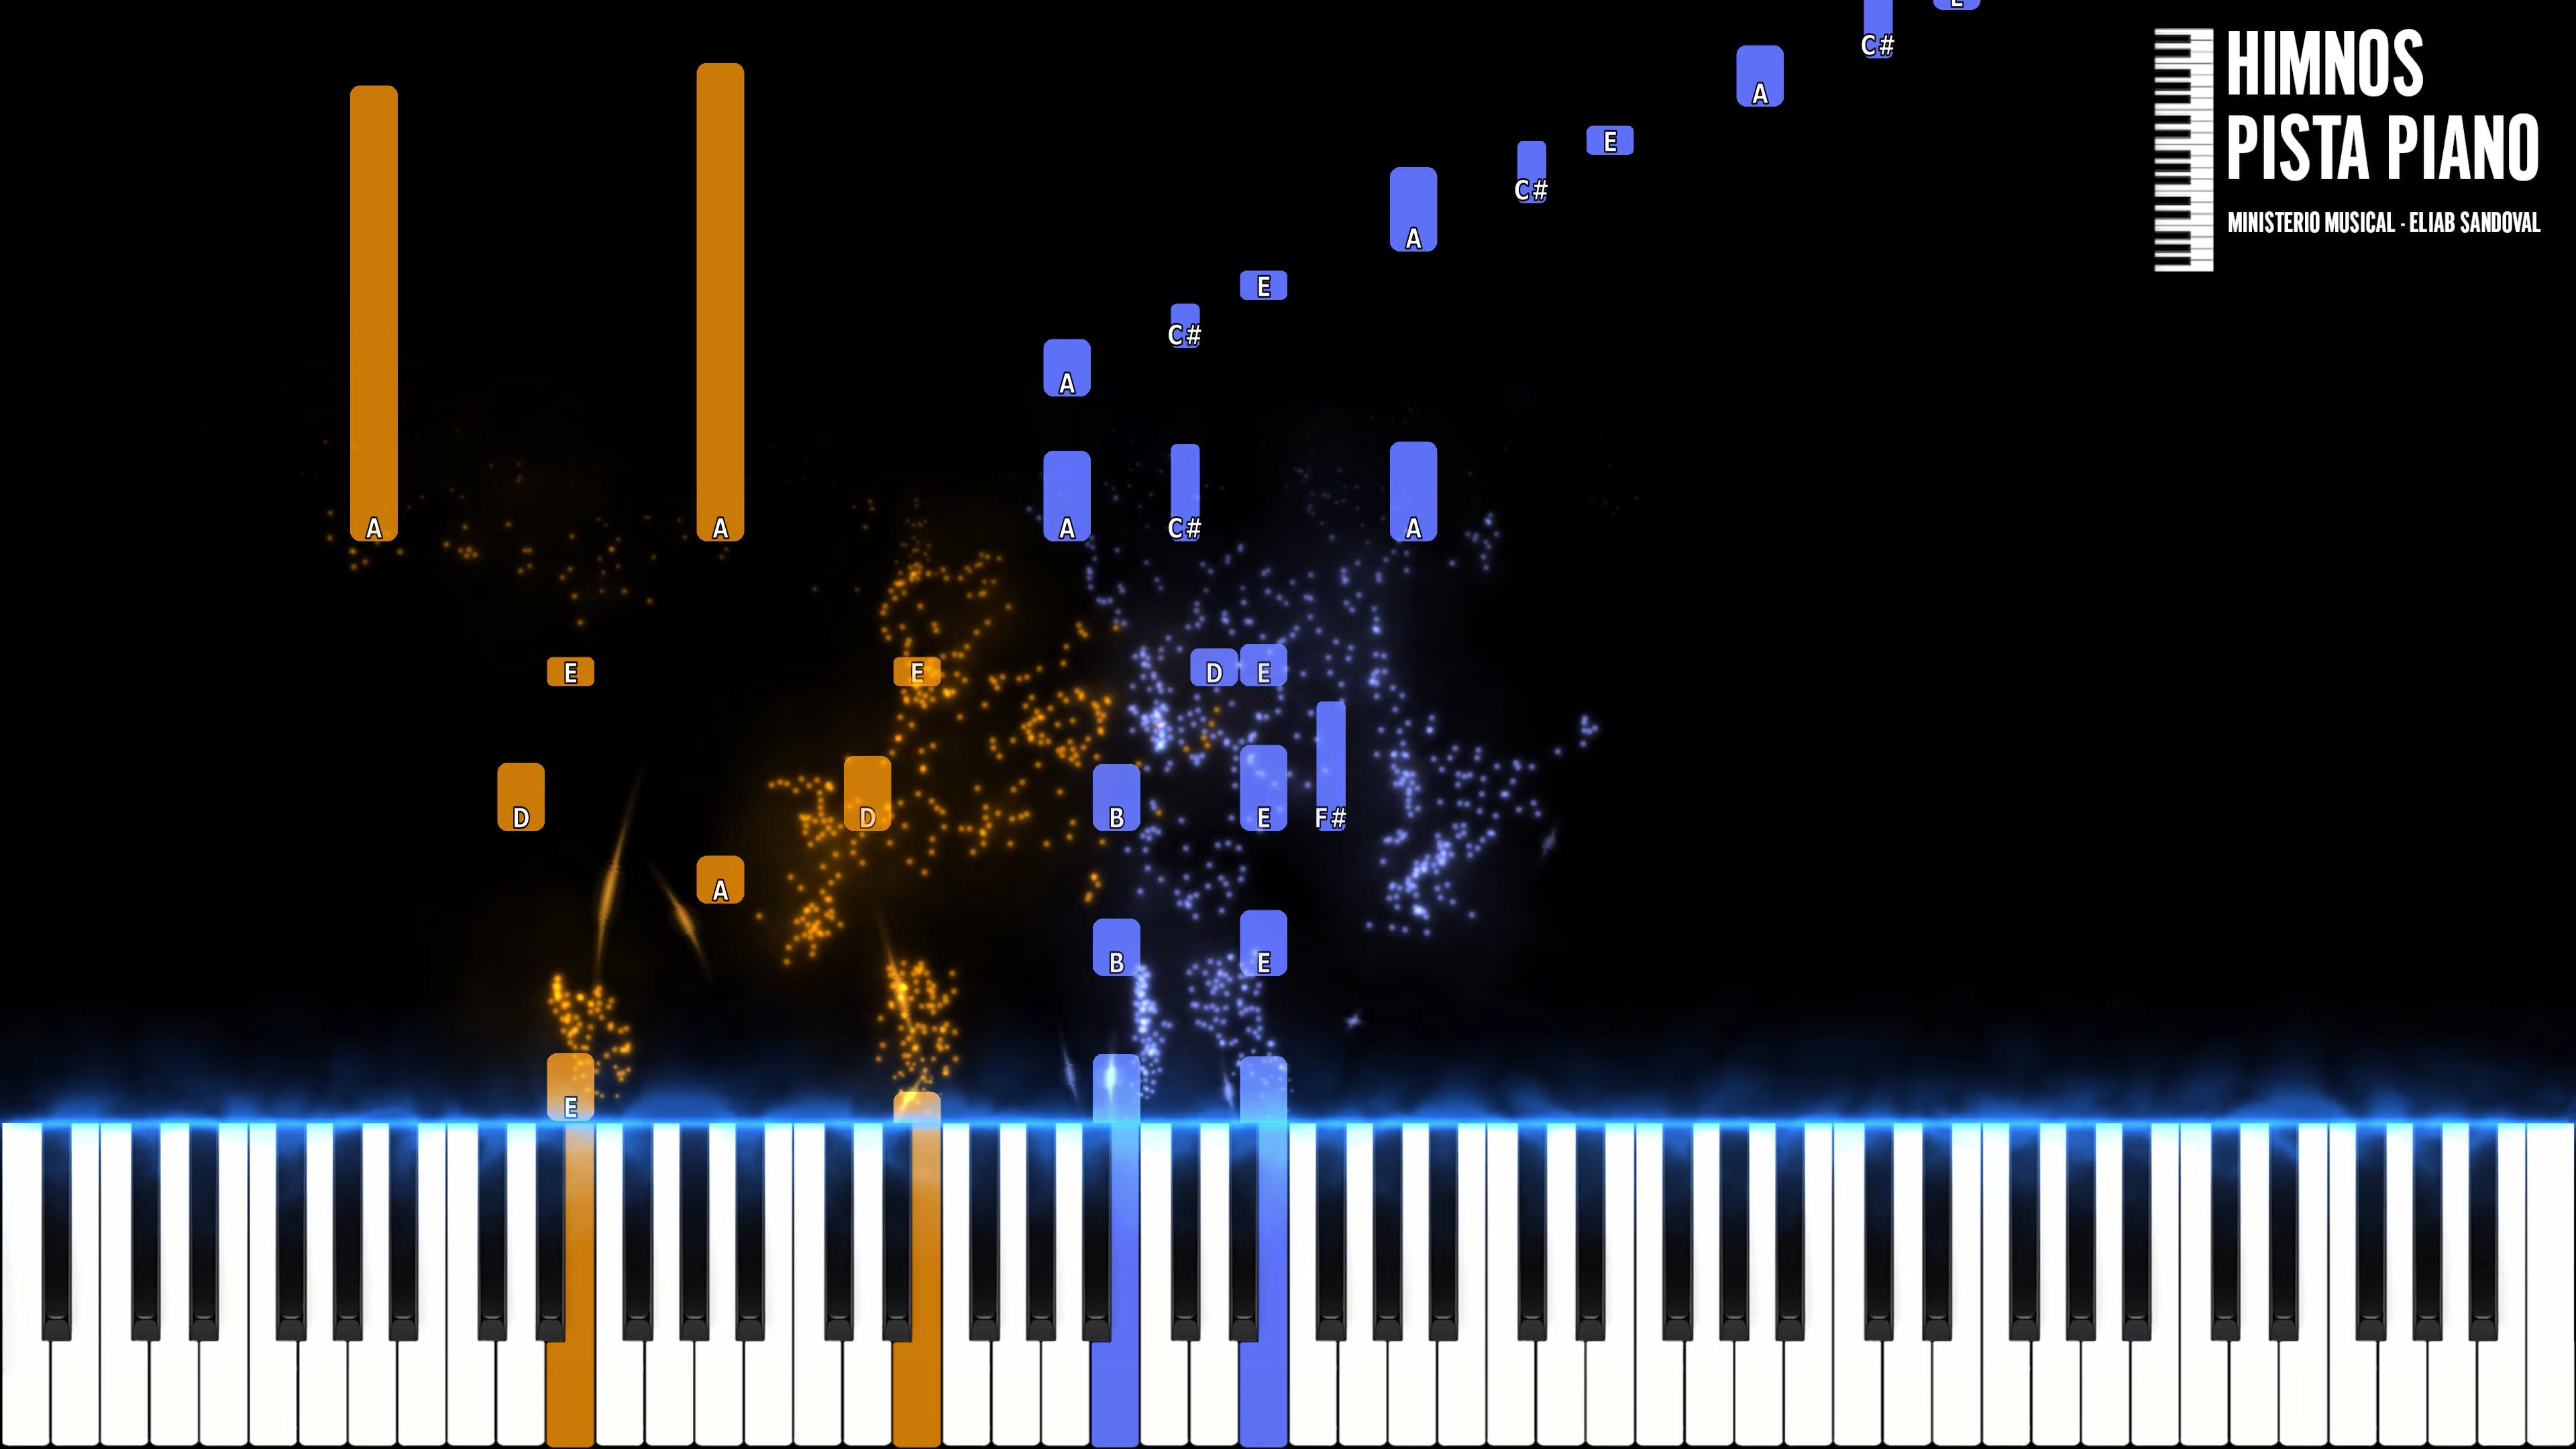 E
C#
HIMNOS
PISTA PIANO
MINISTERIO MUSICAL - ELIAB SANDOVAL
A
E
C#
A
E
C#
A
A A A C# A
E E D E
D D B E F#
A
B E
E